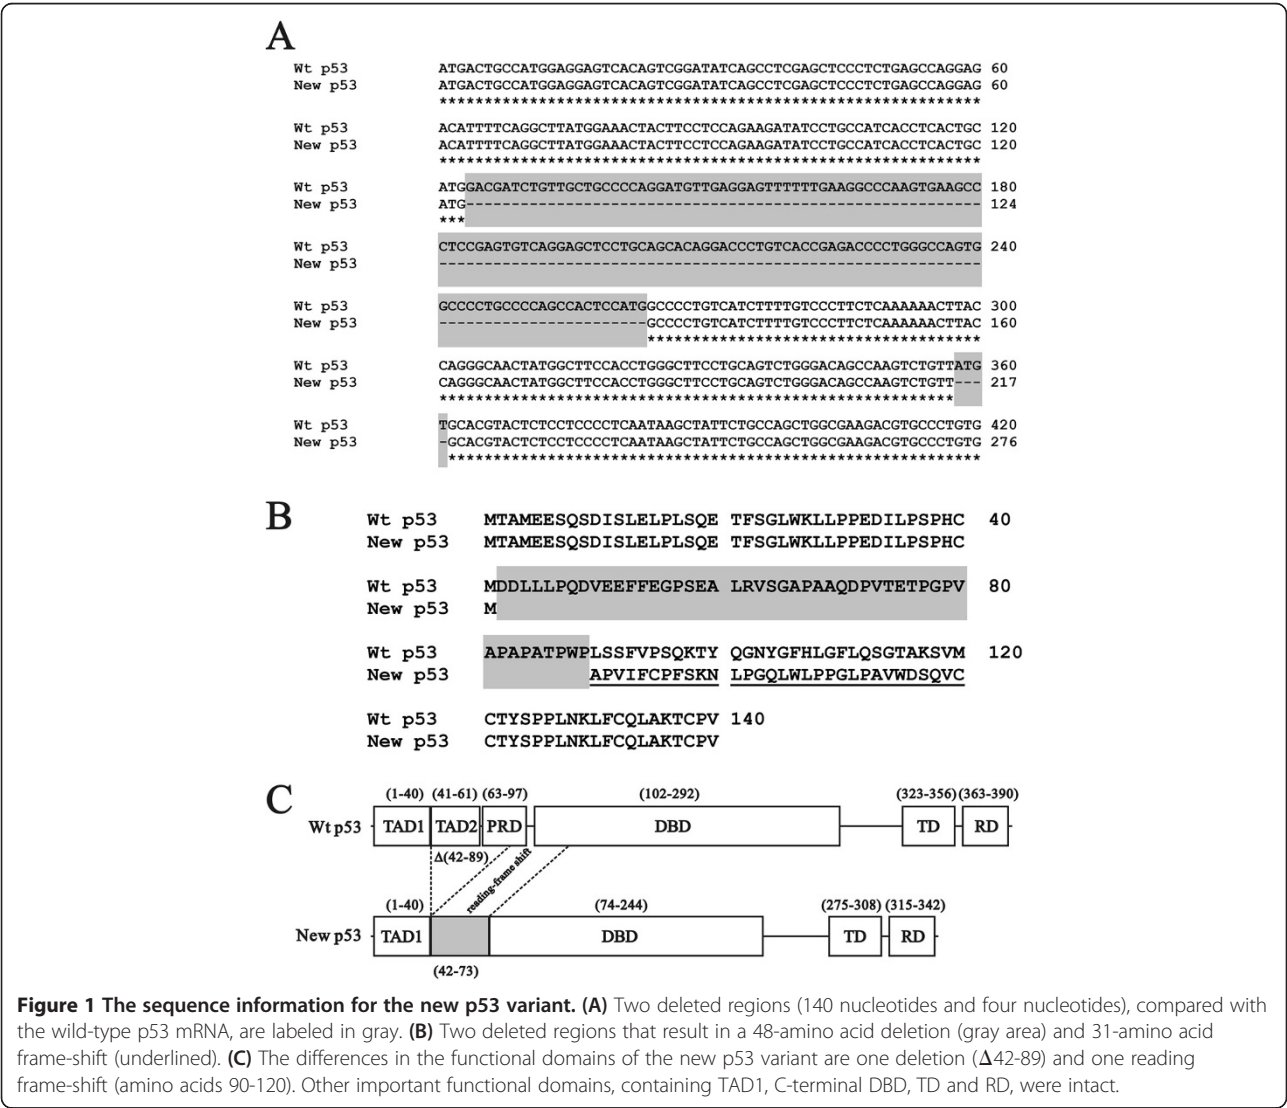 A
Wt p53 ATGACTGCCATGGAGGAGTCACAGTCGGATATCAGCCTCGAGCTCCCTCTGAGCCAGGAG 60
New p53 ATGACTGCCATGGAGGAGTCACAGTCGGATATCAGCCTCGAGCTCCCTCTGAGCCAGGAG 60
************************************************************
Wt p53 ACATTTTCAGGCTTATGGAAACTACTTCCTCCAGAAGATATCCTGCCATCACCTCACTGC 120
New p53 ACATTTTCAGGCTTATGGAAACTACTTCCTCCAGAAGATATCCTGCCATCACCTCACTGC 120
************************************************************
Wt p53 ATGGACGATCTGTTGCTGCCCCAGGATGTTGAGGAGTTTTTTGAAGGCCCAAGTGAAGCC 180
New p53 ATG--------------------------------------------------------- 124
***
Wt p53 CTCCGAGTGTCAGGAGCTCCTGCAGCACAGGACCCTGTCACCGAGACCCCTGGGCCAGTG 240
New p53 ------------------------------------------------------------
Wt p53 GCCCCTGCCCCAGCCACTCCATGGCCCCTGTCATCTTTTGTCCCTTCTCAAAAAACTTAC 300
New p53 -----------------------GCCCCTGTCATCTTTTGTCCCTTCTCAAAAAACTTAC 160
*************************************
Wt p53 CAGGGCAACTATGGCTTCCACCTGGGCTTCCTGCAGTCTGGGACAGCCAAGTCTGTTATG 360
New p53 CAGGGCAACTATGGCTTCCACCTGGGCTTCCTGCAGTCTGGGACAGCCAAGTCTGTT--- 217
*********************************************************
Wt p53 TGCACGTACTCTCCTCCCCTCAATAAGCTATTCTGCCAGCTGGCGAAGACGTGCCCTGTG 420
New p53 -GCACGTACTCTCCTCCCCTCAATAAGCTATTCTGCCAGCTGGCGAAGACGTGCCCTGTG 276
***********************************************************
B
Wt p53 MTAMEESQSDISLELPLSQE TFSGLWKLLPPEDILPSPHC 40
New p53 MTAMEESQSDISLELPLSQE TFSGLWKLLPPEDILPSPHC
Wt p53 MDDLLLPQDVEEFFEGPSEA LRVSGAPAAQDPVTETPGPV 80
New p53 M
Wt p53 APAPATPWPLSSFVPSQKTY QGNYGFHLGFLQSGTAKSVM 120
New p53 APVIFCPFSKN LPGQLWLPPGLPAVWDSQVC
Wt p53 CTYSPPLNKLFCQLAKTCPV 140
New p53 CTYSPPLNKLFCQLAKTCPV
C
(1-40) (41-61) (63-97) (102-292) (323-356) (363-390)
Wt p53 TAD1 TAD2 PRD DBD TD RD
Δ(42-89)
reading-frame shift
(1-40) (74-244) (275-308) (315-342)
New p53 TAD1 DBD TD RD
(42-73)
Figure 1 The sequence information for the new p53 variant. (A) Two deleted regions (140 nucleotides and four nucleotides), compared with
the wild-type p53 mRNA, are labeled in gray. (B) Two deleted regions that result in a 48-amino acid deletion (gray area) and 31-amino acid
frame-shift (underlined). (C) The differences in the functional domains of the new p53 variant are one deletion (Δ42-89) and one reading
frame-shift (amino acids 90-120). Other important functional domains, containing TAD1, C-terminal DBD, TD and RD, were intact.